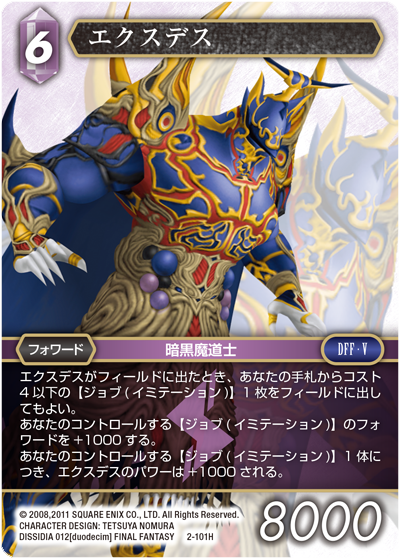 6
エクスデス
フォワード
暗黒魔道士
DFF・V
エクスデスがフィールドに出たとき、あなたの手札からコスト
4以下の【ジョブ(イミテーション)】1枚をフィールドに出し
てもよい。
あなたのコントロールする【ジョブ(イミテーション)】のフォ
ワードを+1000する。
あなたのコントロールする【ジョブ(イミテーション)】1体に
つき、エクスデスのパワーは+1000される。
© 2008,2011 SQUARE ENIX CO., LTD. All Rights Reserved.
CHARACTER DESIGN: TETSUYA NOMURA
DISSIDIA 012[duodecim] FINAL FANTASY 2-101H
8000